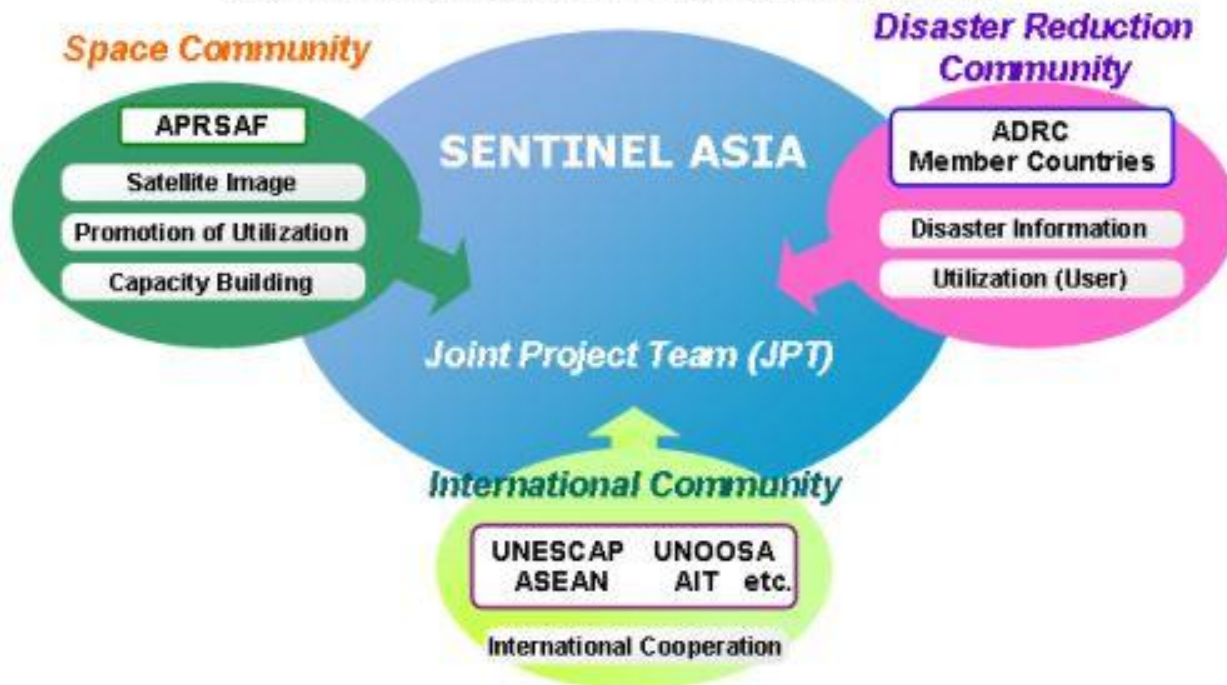 Space Community
APRSAF
Satellite Image
Promotion of Utilization
Capacity Building
SENTINEL ASIA
Joint Project Team (JPT)
Disaster Reduction
Community
ADRC
Member Countries
Disaster Information
Utilization (User)
International Community
UNESCAP UNOOSA
ASEAN AIT etc.
International Cooperation